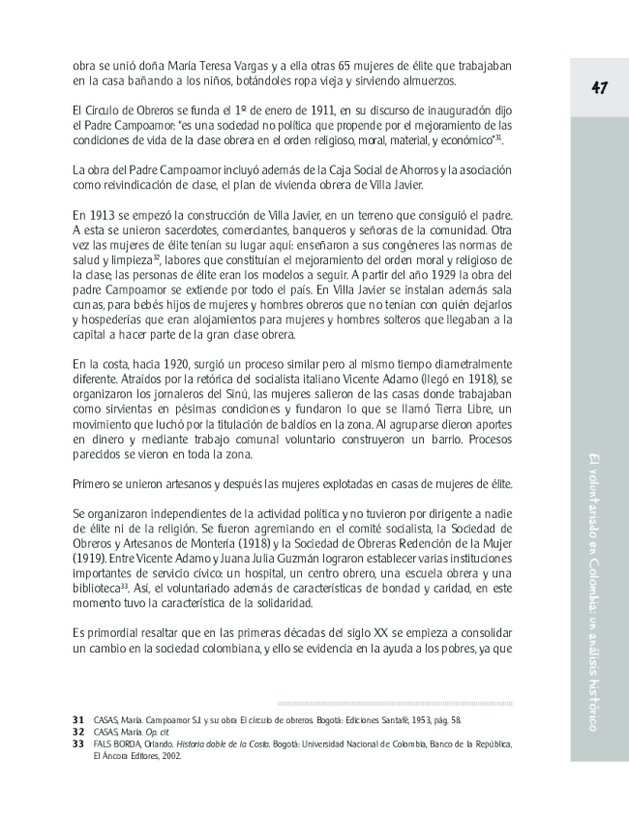 obra se unió doña María Teresa Vargas y a ella otras 65 mujeres de élite que trabajaban
en la casa bañando a los niños, botándoles ropa vieja y sirviendo almuerzos.
El Círculo de Obreros se funda el 1º de enero de 1911, en su discurso de inauguración dijo
el Padre Campoamor: "es una sociedad no política que propende por el mejoramiento de las
condiciones de vida de la clase obrera en el orden religioso, moral, material, y económico"31.
La obra del Padre Campoamor incluyó además de la Caja Social de Ahorros y la asociación
como reivindicación de clase, el plan de vivienda obrera de Villa Javier.
En 1913 se empezó la construcción de Villa Javier, en un terreno que consiguió el padre.
A esta se unieron sacerdotes, comerciantes, banqueros y señoras de la comunidad. Otra
vez las mujeres de élite tenían su lugar aquí: enseñaron a sus congéneres las normas de
salud y limpieza32, labores que constituían el mejoramiento del orden moral y religioso de
la clase; las personas de élite eran los modelos a seguir. A partir del año 1929 la obra del
padre Campoamor se extiende por todo el país. En Villa Javier se instalan además sala
cunas, para bebés hijos de mujeres y hombres obreros que no tenían con quién dejarlos
y hospederías que eran alojamientos para mujeres y hombres solteros que llegaban a la
capital a hacer parte de la gran clase obrera.
En la costa, hacia 1920, surgió un proceso similar pero al mismo tiempo diametralmente
diferente. Atraídos por la retórica del socialista italiano Vicente Adamo (llegó en 1918), se
organizaron los jornaleros del Sinú, las mujeres salieron de las casas donde trabajaban
como sirvientas en pésimas condiciones y fundaron lo que se llamó Tierra Libre, un
movimiento que luchó por la titulación de baldíos en la zona. Al agruparse dieron aportes
en dinero y mediante trabajo comunal voluntario construyeron un barrio. Procesos
parecidos se vieron en toda la zona.
Primero se unieron artesanos y después las mujeres explotadas en casas de mujeres de élite.
Se organizaron independientes de la actividad política y no tuvieron por dirigente a nadie
de élite ni de la religión. Se fueron agremiando en el comité socialista, la Sociedad de
Obreros y Artesanos de Montería (1918) y la Sociedad de Obreras Redención de la Mujer
(1919). Entre Vicente Adamo y Juana Julia Guzmán lograron establecer varias instituciones
importantes de servicio cívico: un hospital, un centro obrero, una escuela obrera y una
biblioteca33. Así, el voluntariado además de características de bondad y caridad, en este
momento tuvo la característica de la solidaridad.
Es primordial resaltar que en las primeras décadas del siglo XX se empieza a consolidar
un cambio en la sociedad colombiana, y ello se evidencia en la ayuda a los pobres, ya que
31 CASAS, María. Campoamor S.J. y su obra El círculo de obreros. Bogotá: Ediciones Santafé, 1953, pág. 58.
32 CASAS, María. Op. cit.
33 FALS BORDA, Orlando. Historia doble de la Costa. Bogotá: Universidad Nacional de Colombia, Banco de la República,
El Áncora Editores, 2002.
47
El voluntariado en Colombia: un análisis histórico